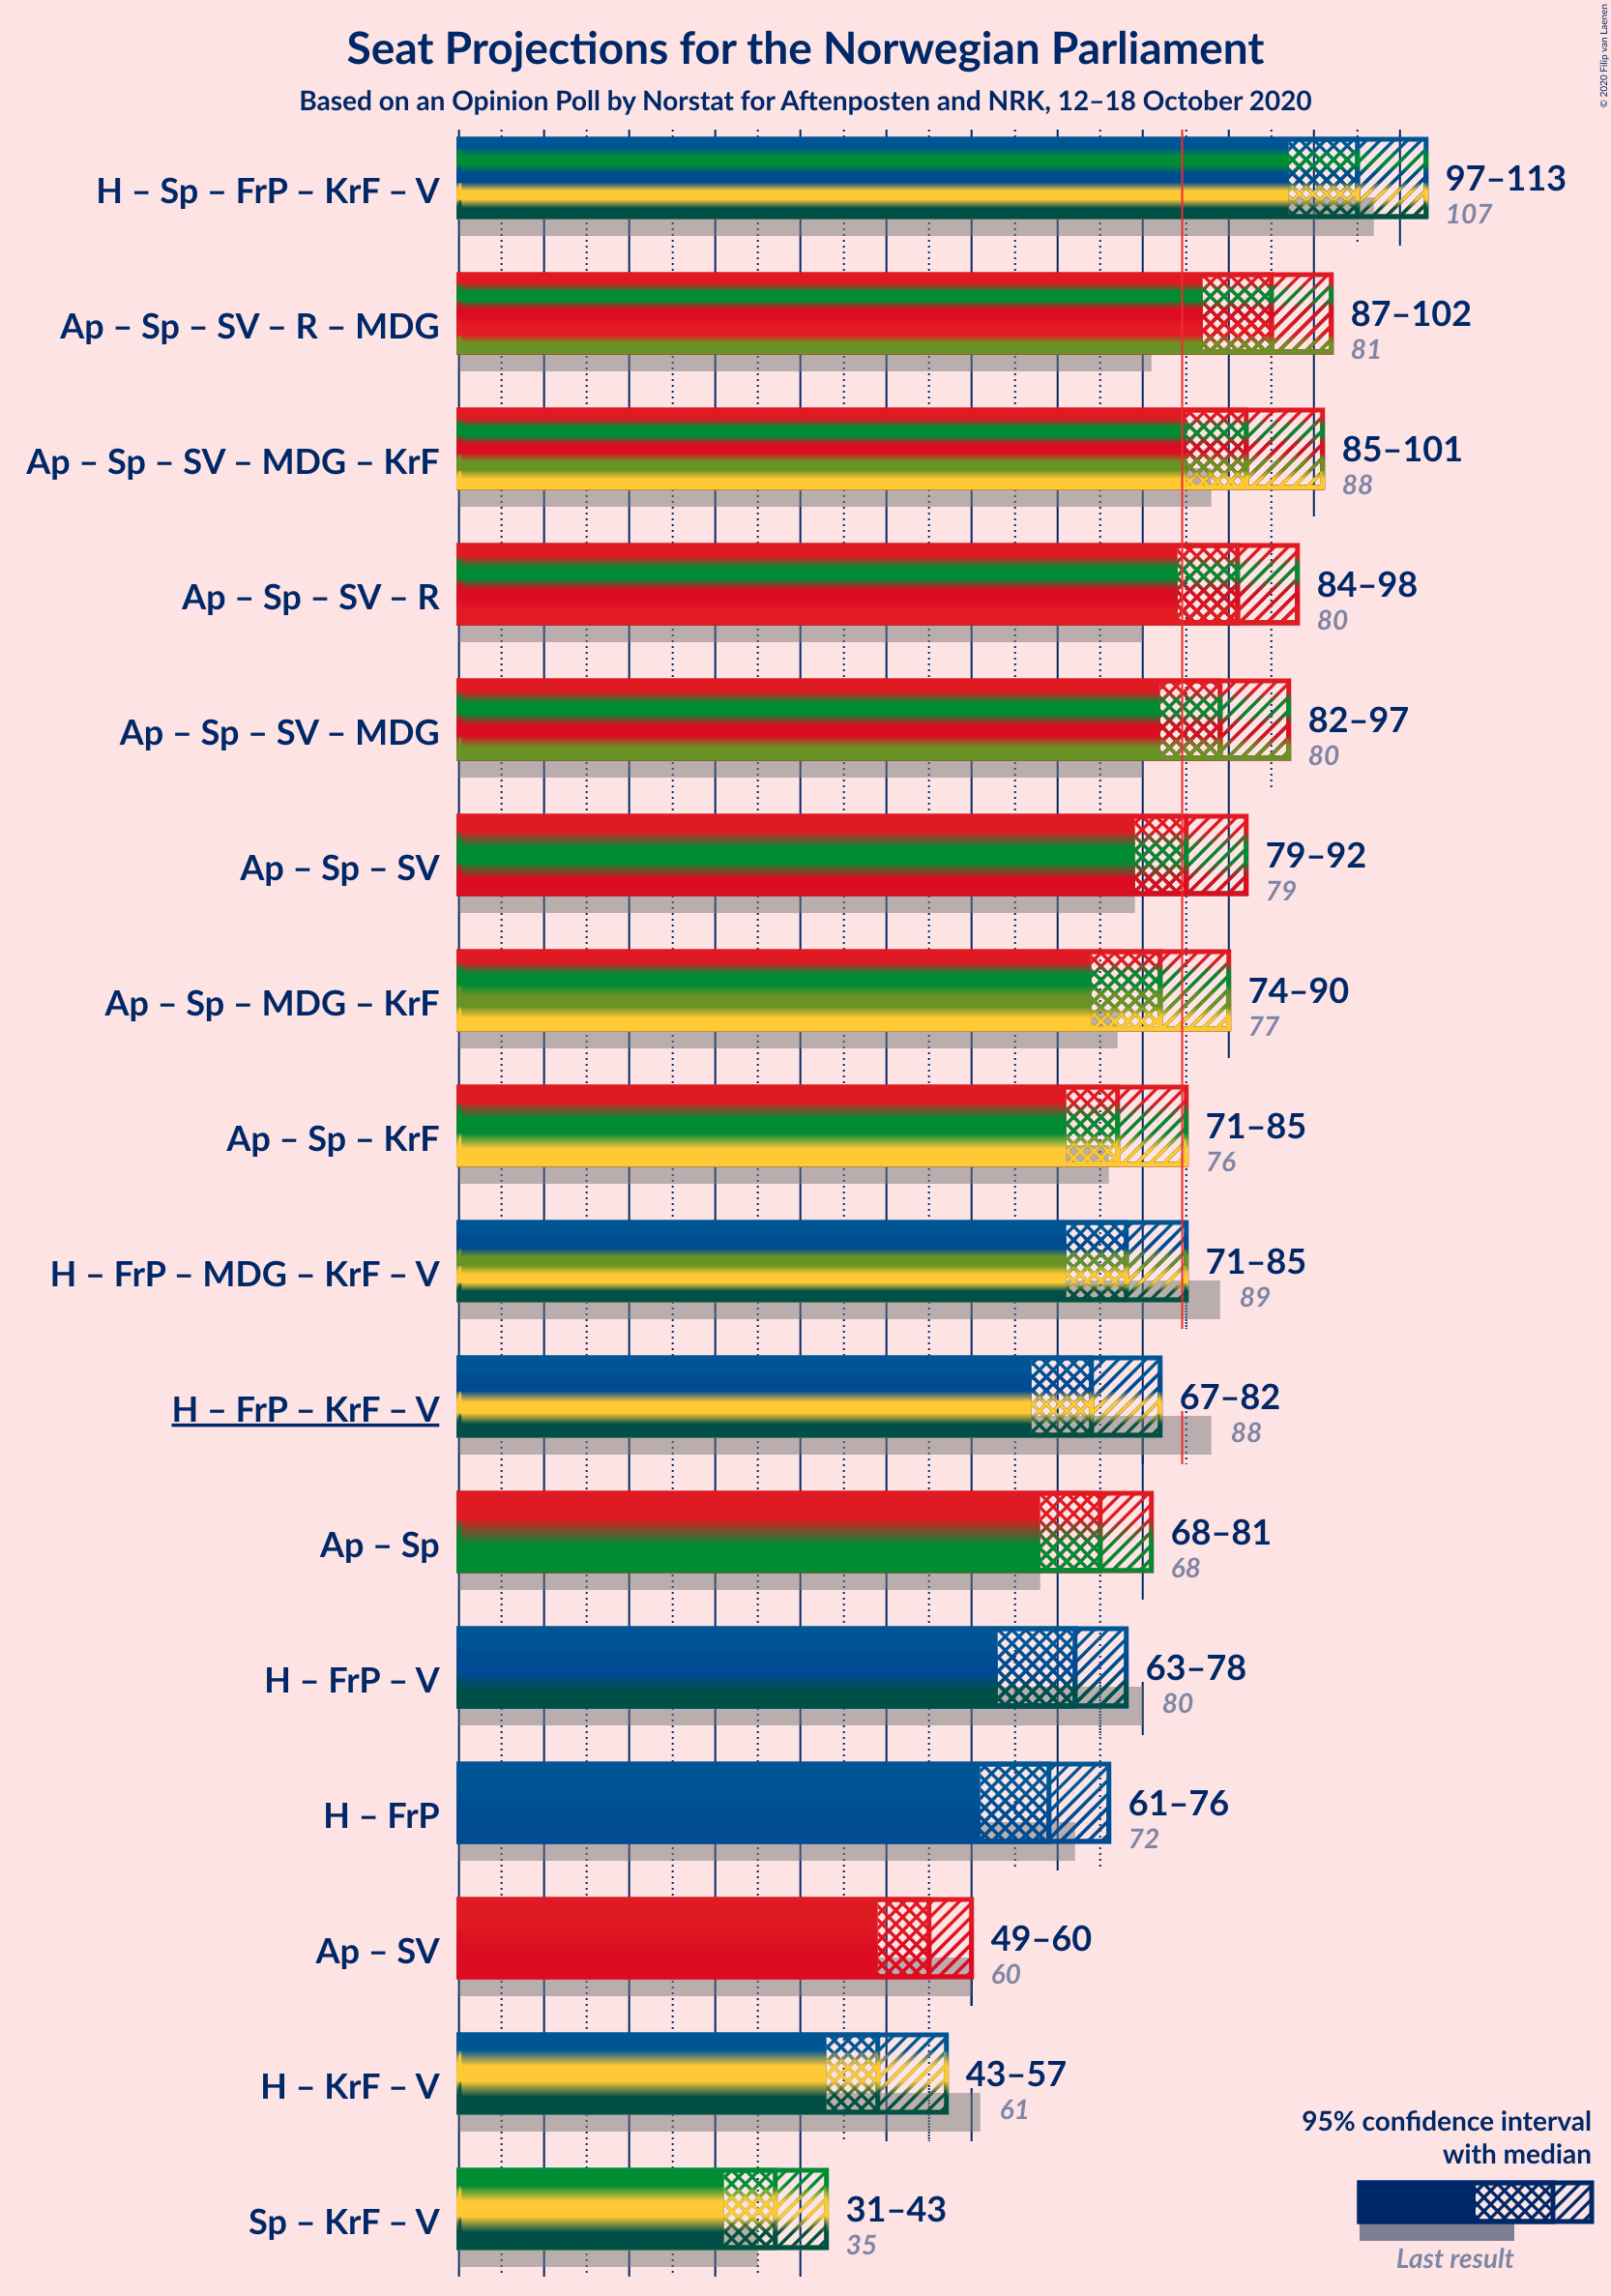 Seat Projections for the Norwegian Parliament
Based on an Opinion Poll by Norstat for Aftenposten and NRK, 12–18 October 2020
© 2020 Filip van Laenen
H – Sp – FrP – KrF – V
97–113
107
Ap – Sp – SV – R – MDG
87–102
81
Ap – Sp – SV – MDG – KrF
85–101
88
Ap – Sp – SV – R
84–98
80
Ap – Sp – SV – MDG
82–97
80
Ap – Sp – SV
79–92
79
Ap – Sp – MDG – KrF
74–90
77
Ap – Sp – KrF
71–85
76
H – FrP – MDG – KrF – V
71–85
89
H – FrP – KrF – V
67–82
88
Ap – Sp
68–81
68
H – FrP – V
63–78
80
H – FrP
61–76
72
Ap – SV
49–60
60
H – KrF – V
43–57
61
Sp – KrF – V
31–43
35
95% confidence interval
with median
Last result